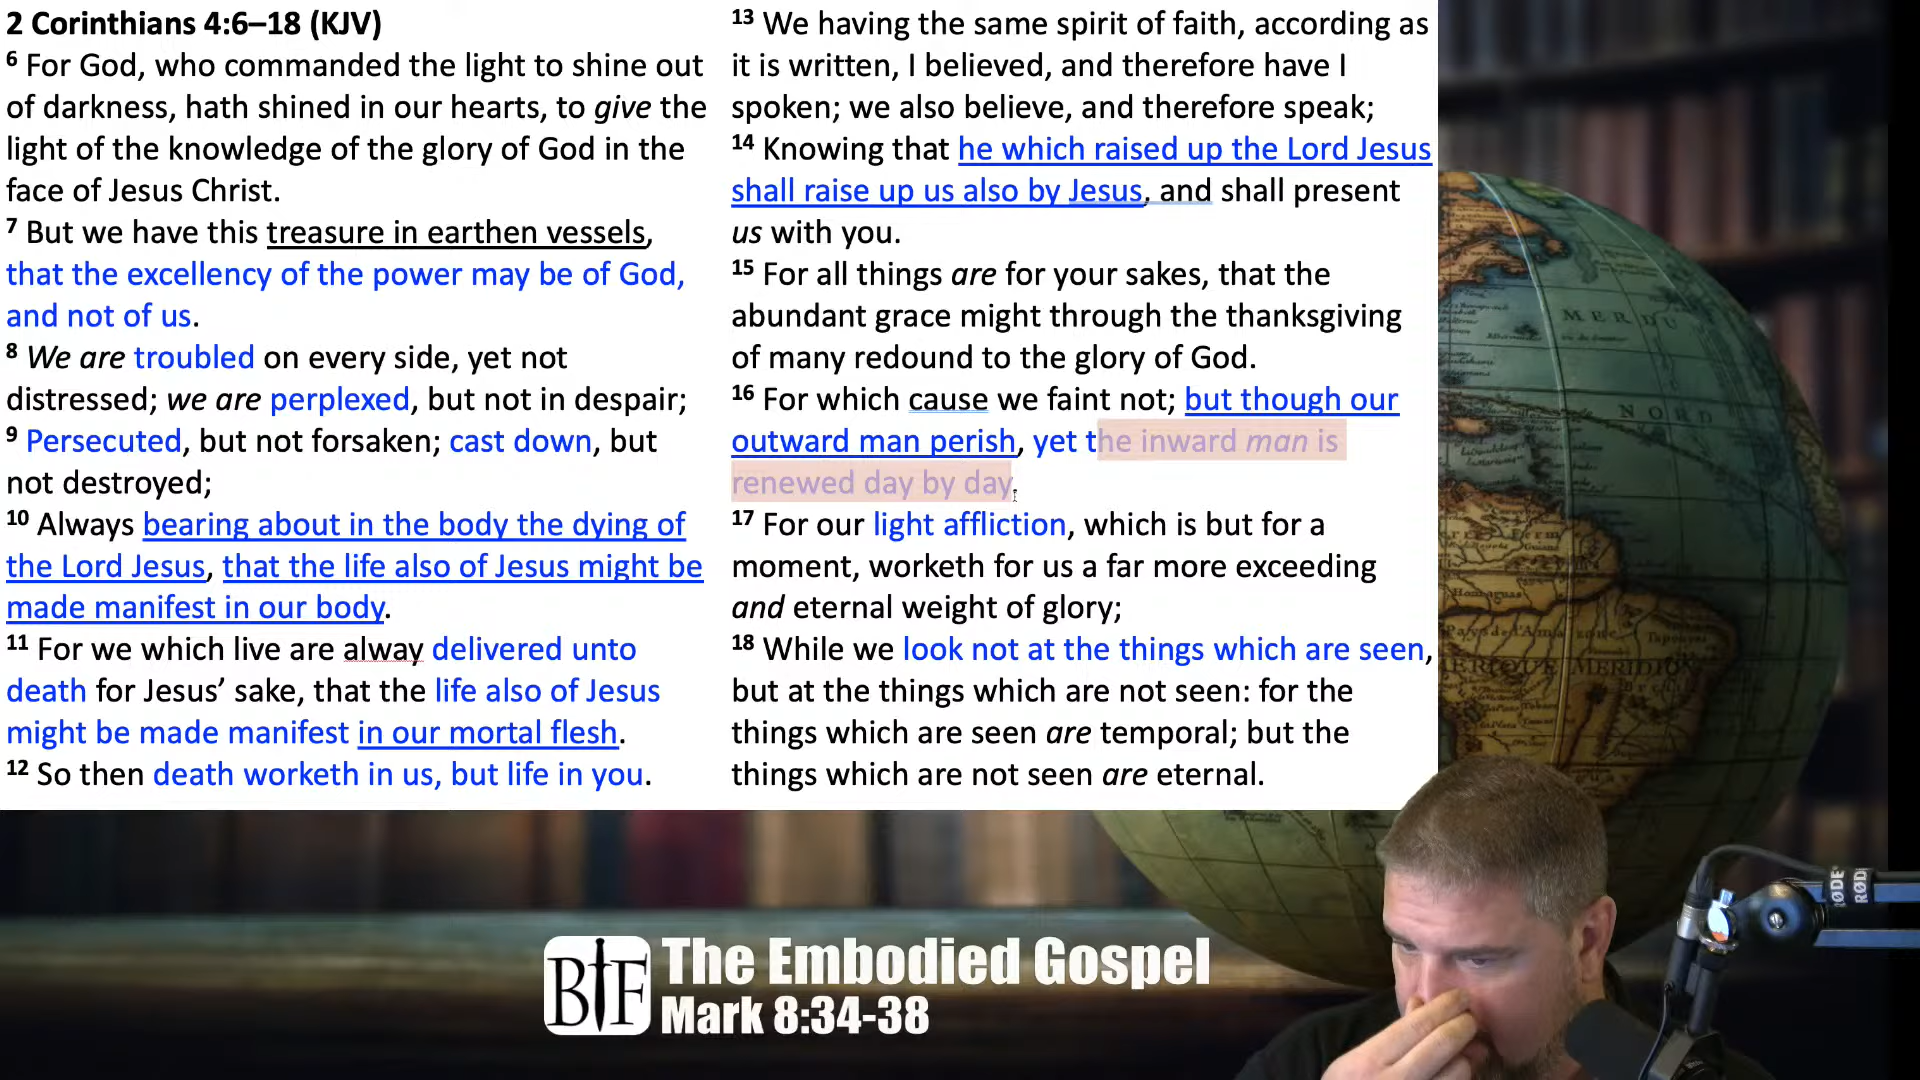 2 Corinthians 4:6–18 (KJV)
6 For God, who commanded the light to shine out
of darkness, hath shined in our hearts, to give the
light of the knowledge of the glory of God in the
face of Jesus Christ.
7 But we have this treasure in earthen vessels,
that the excellency of the power may be of God,
and not of us.
8 We are troubled on every side, yet not
distressed; we are perplexed, but not in despair;
9 Persecuted, but not forsaken; cast down, but
not destroyed;
10 Always bearing about in the body the dying of
the Lord Jesus, that the life also of Jesus might be
made manifest in our body.
11 For we which live are alway delivered unto
death for Jesus’ sake, that the life also of Jesus
might be made manifest in our mortal flesh.
12 So then death worketh in us, but life in you.
13 We having the same spirit of faith, according as
it is written, I believed, and therefore have I
spoken; we also believe, and therefore speak;
14 Knowing that he which raised up the Lord Jesus
shall raise up us also by Jesus, and shall present
us with you.
15 For all things are for your sakes, that the
abundant grace might through the thanksgiving
of many redound to the glory of God.
16 For which cause we faint not; but though our
outward man perish, yet the inward man is
renewed day by day.
17 For our light affliction, which is but for a
moment, worketh for us a far more exceeding
and eternal weight of glory;
18 While we look not at the things which are seen,
but at the things which are not seen: for the
things which are seen are temporal; but the
things which are not seen are eternal.
MER DU
NORD
MERIDIO
BTF
The Embodied Gospel
Mark 8:34-38
RØDE
RØD